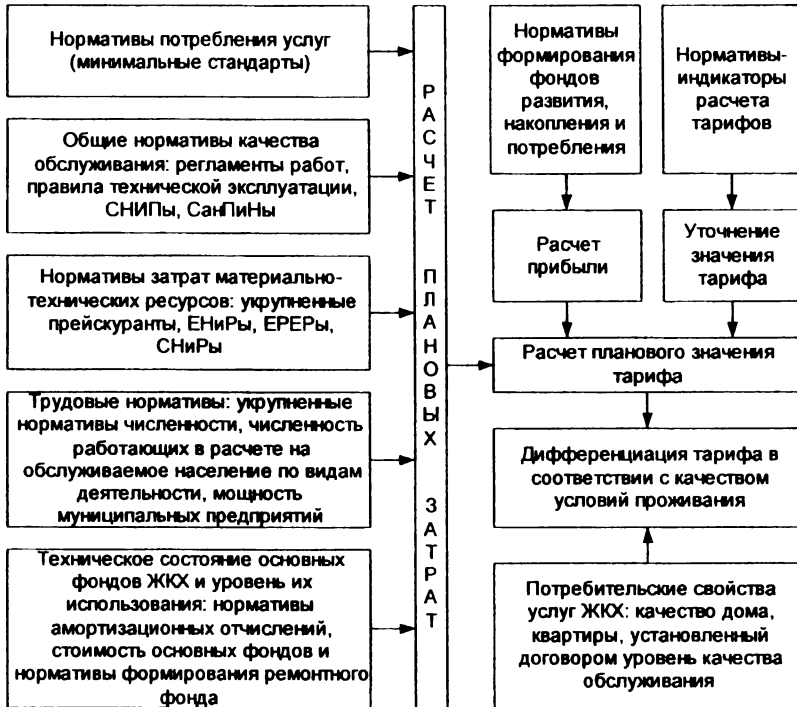 Нормативы потребления услуг
(минимальные стандарты)
Общие нормативы качества
обслуживания: регламенты работ,
правила технической эксплуатации,
СНИПы, СанПиНы
Нормативы затрат материально-
технических ресурсов: укрупненные
прейскуранты, ЕНиРы, ЕРЕРы,
СНиРы
Трудовые нормативы: укрупненные
нормативы численности, численность
работающих в расчете на
обслуживаемое население по видам
деятельности, мощность
муниципальных предприятий
Техническое состояние основных
фондов ЖКХ и уровень их
использования: нормативы
амортизационных отчислений,
стоимость основных фондов и
нормативы формирования ремонтного
фонда
РАСЧЕТ ПЛАНОВЫХ ЗАТРАТ
Нормативы
формирования
фондов
развития,
накопления и
потребления
Нормативы-
индикаторы
расчета
тарифов
Расчет
прибыли
Уточнение
значения
тарифа
Расчет планового значения
тарифа
Дифференциация тарифа в
соответствии с качеством
условий проживания
Потребительские свойства
услуг ЖКХ: качество дома,
квартиры, установленный
договором уровень качества
обслуживания